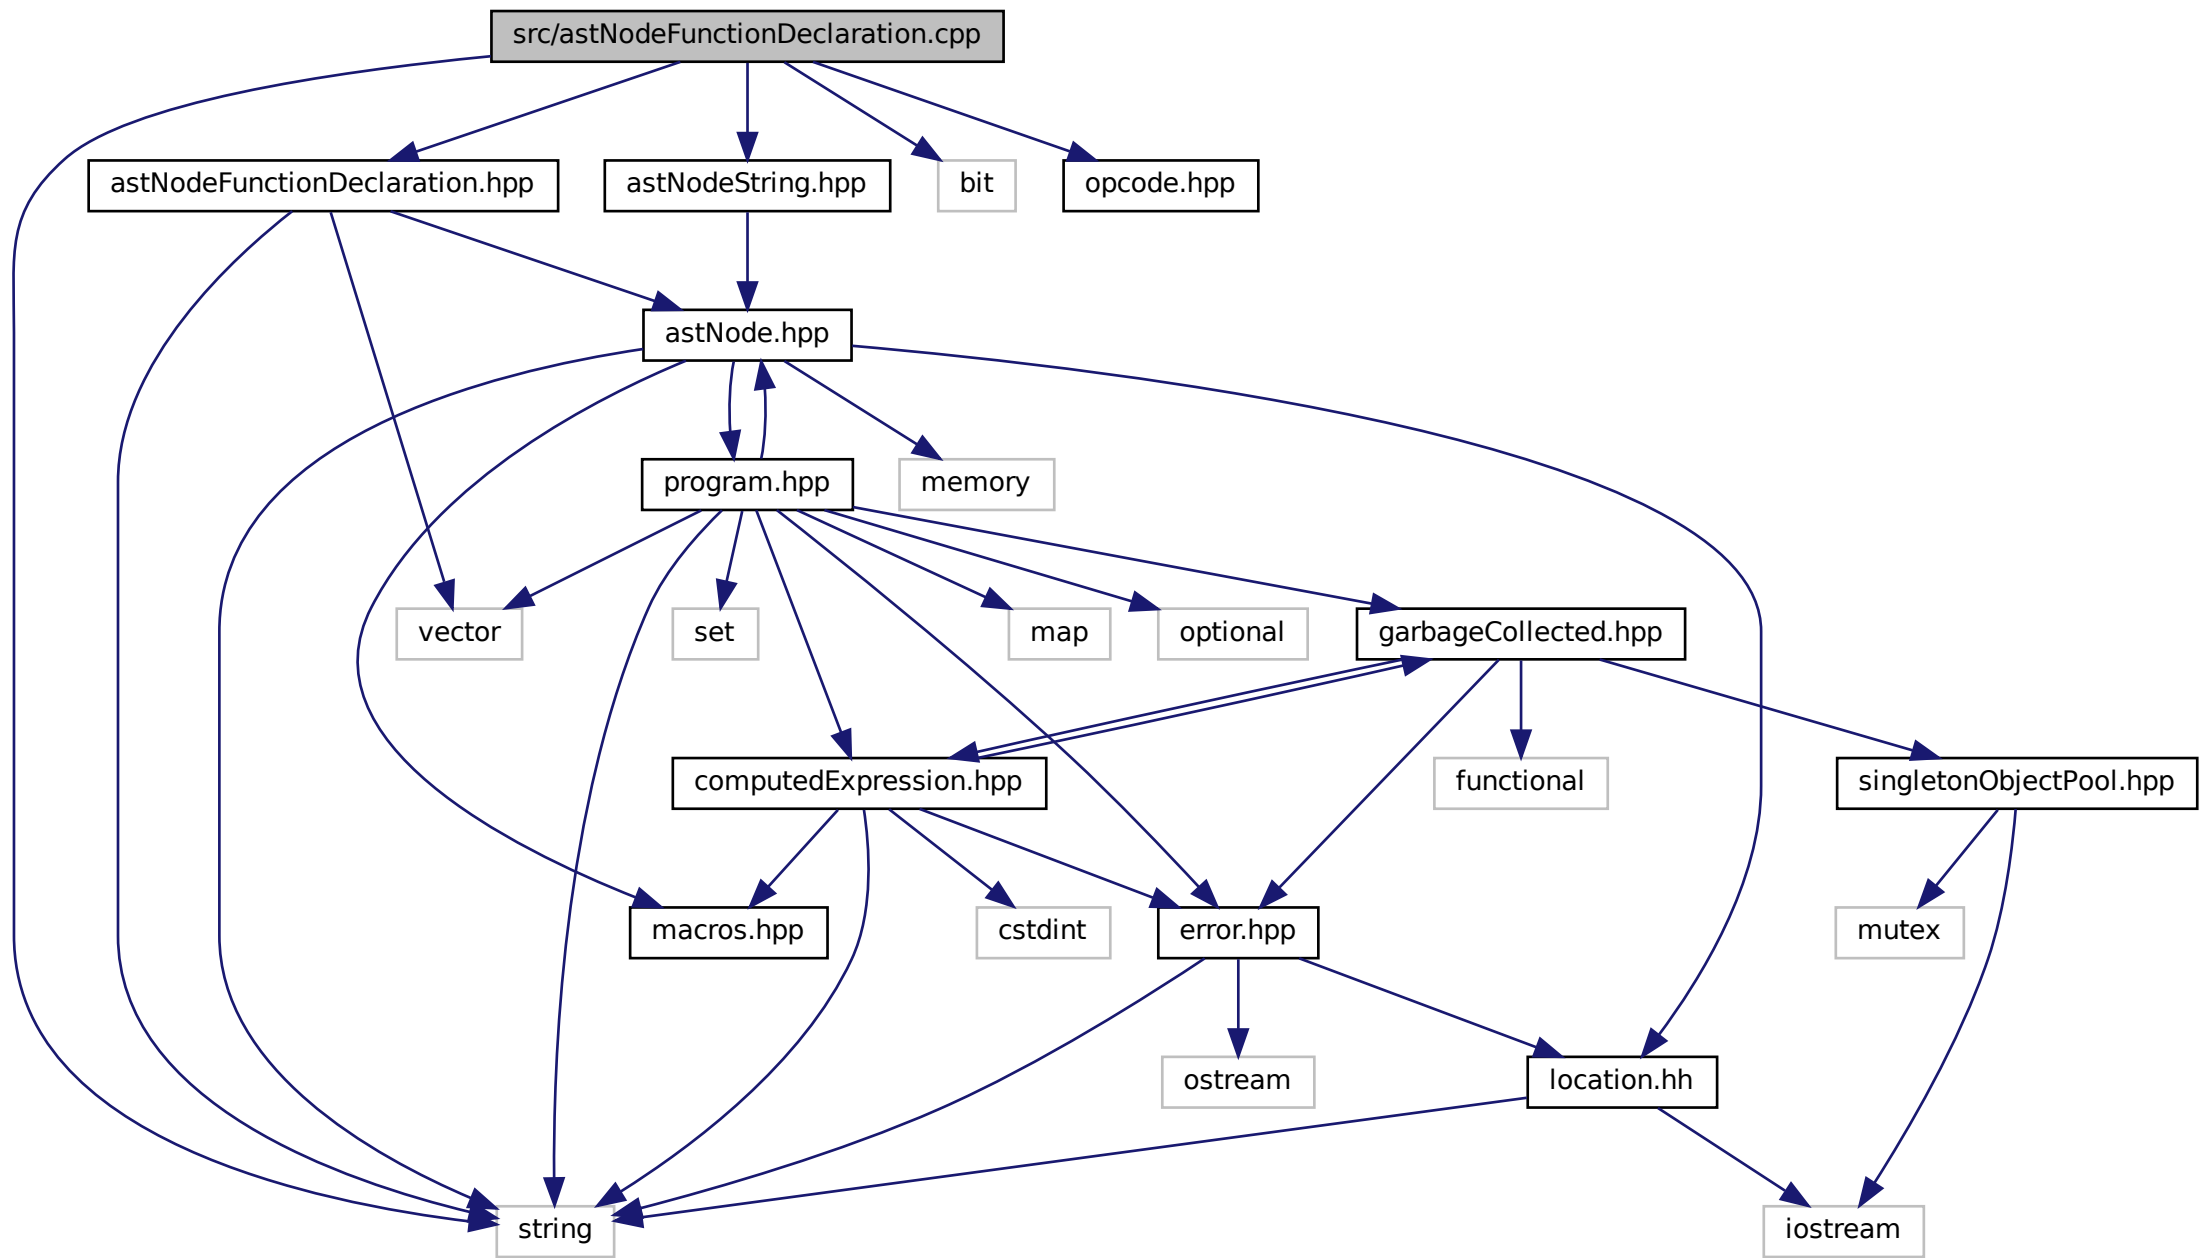 src/astNodeFunctionDeclaration.cpp
astNodeFunctionDeclaration.hpp
astNodeString.hpp
bit
opcode.hpp
astNode.hpp
program.hpp
memory
vector
set
map
optional
garbageCollected.hpp
computedExpression.hpp
functional
singletonObjectPool.hpp
macros.hpp
cstdint
error.hpp
mutex
ostream
location.hh
string
iostream